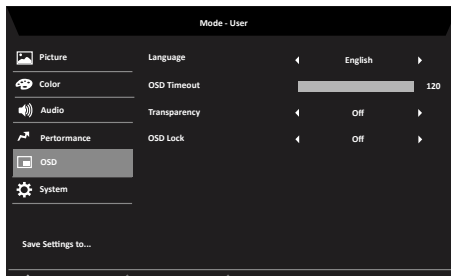 Mode - User
Picture
Language
English
Color
OSD Timeout
120
Audio
Transparency
Off
Pertormance
OSD Lock
Off
OSD
System
Save Settings to...